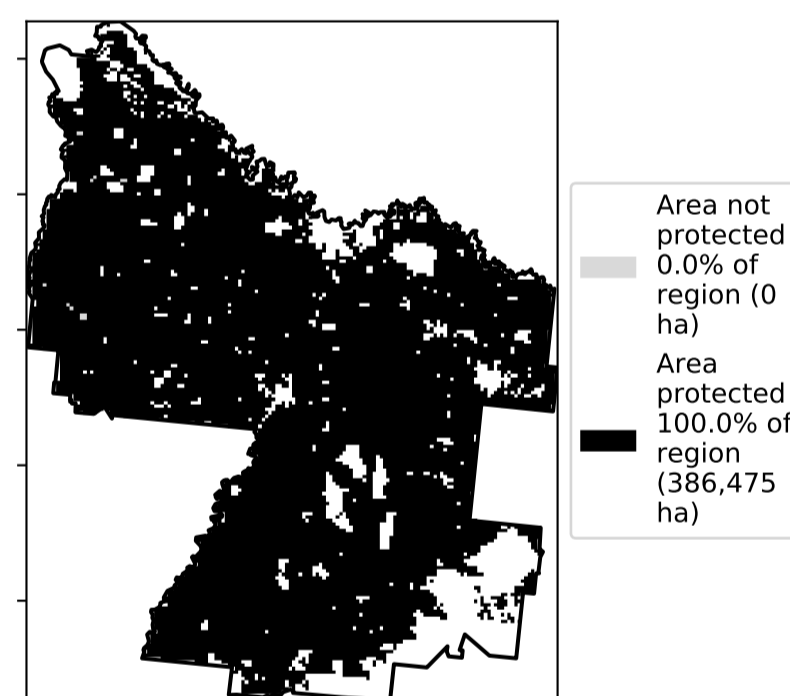 Area not
protected
0.0% of
region (0
ha)
Area
protected
100.0% of
region
(386,475
ha)